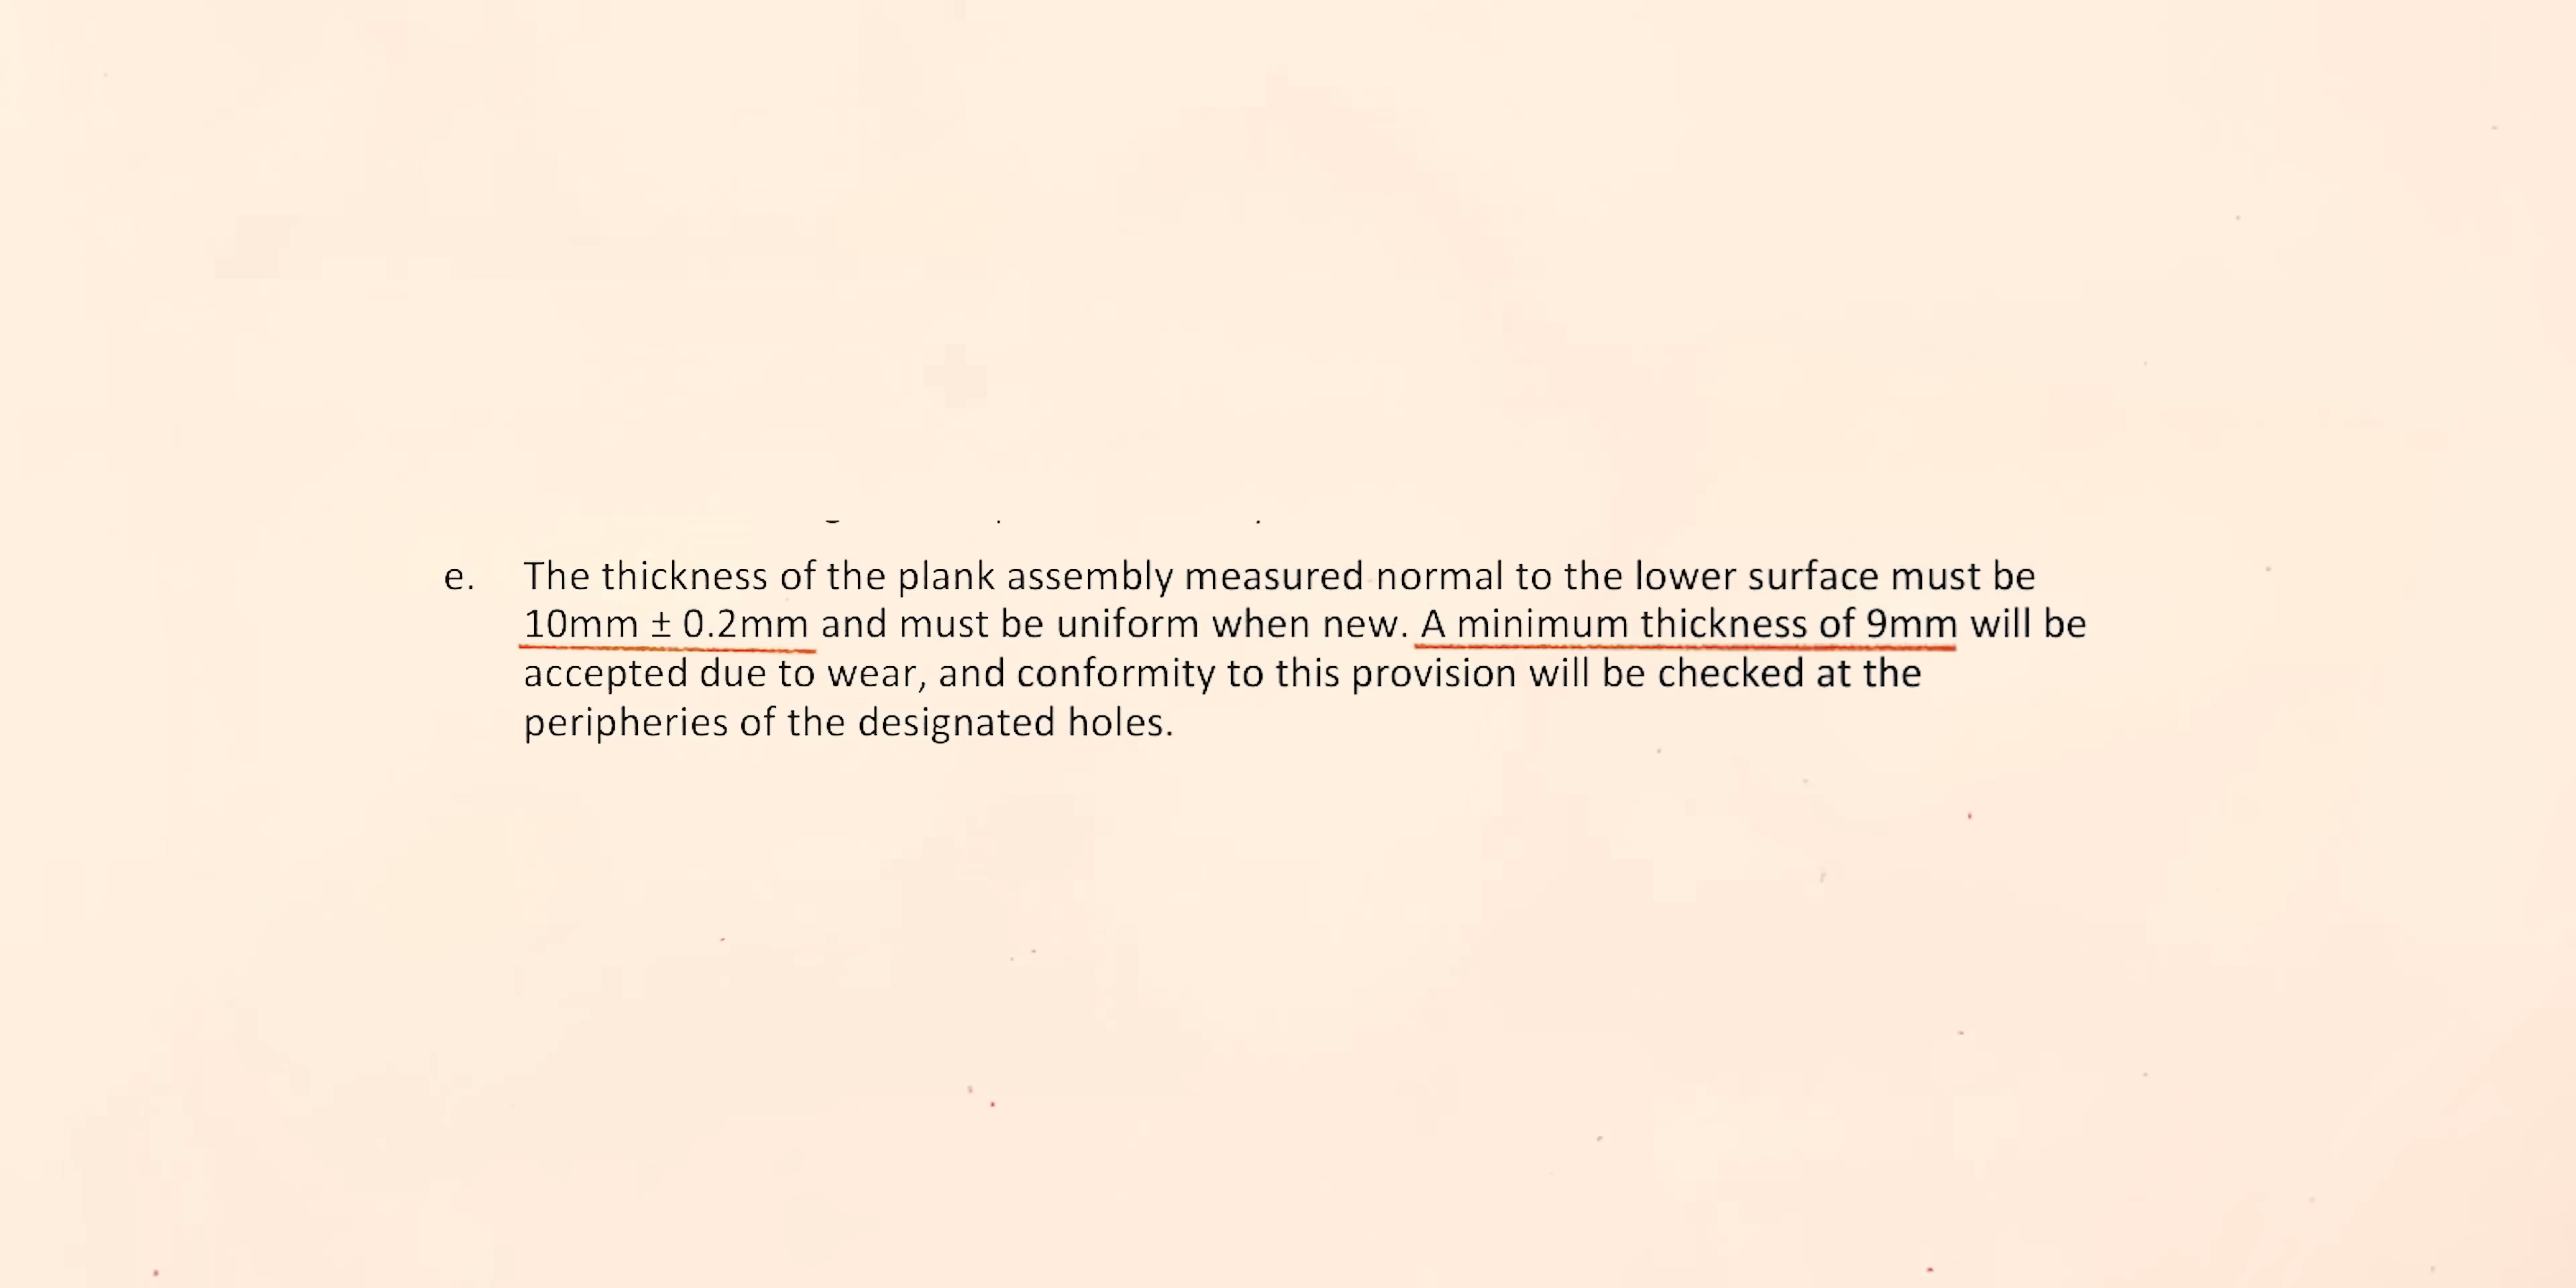 e. The thickness of the plank assembly measured normal to the lower surface must be
10mm ± 0.2mm and must be uniform when new. A minimum thickness of 9mm will be
accepted due to wear, and conformity to this provision will be checked at the
peripheries of the designated holes.